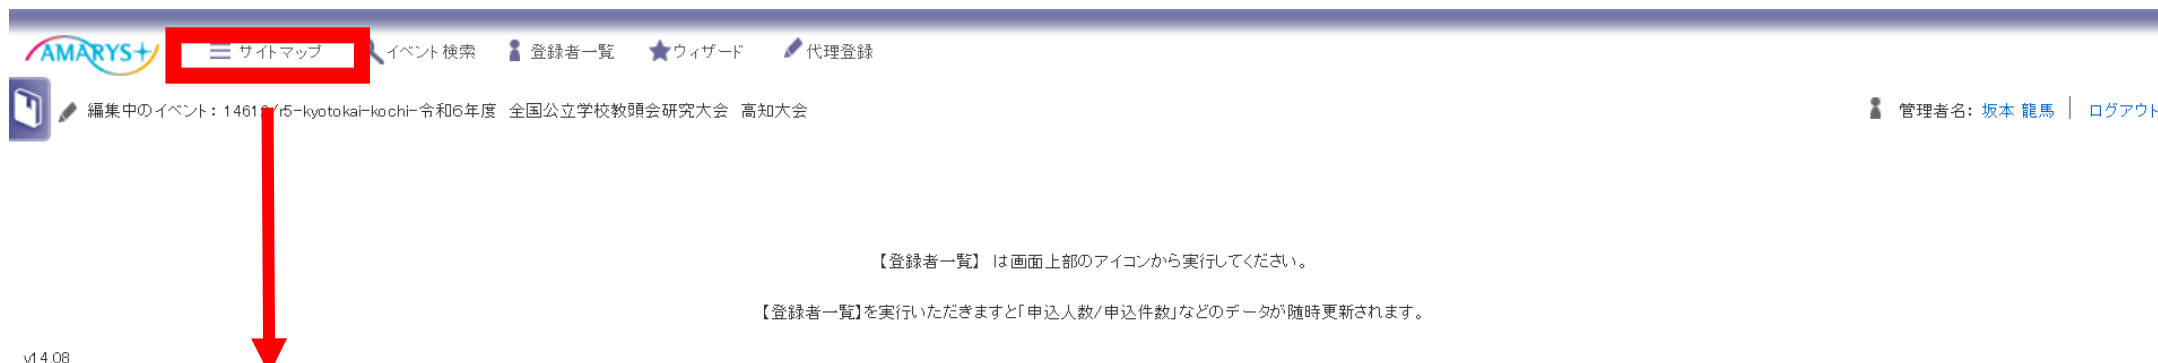 AMARYS+ サイトマップ イベント検索 登録者一覧 ウィザード 代理登録
編集中のイベント: 1461 /r5-kyotokai-kochi-令和6年度 全国公立学校教頭会研究大会 高知大会 管理者名: 坂本 龍馬 | ログアウト
【登録者一覧】 は画面上部のアイコンから実行してください。
【登録者一覧】を実行いただきますと「申込人数/申込件数」などのデータが随時更新されます。
v14.08